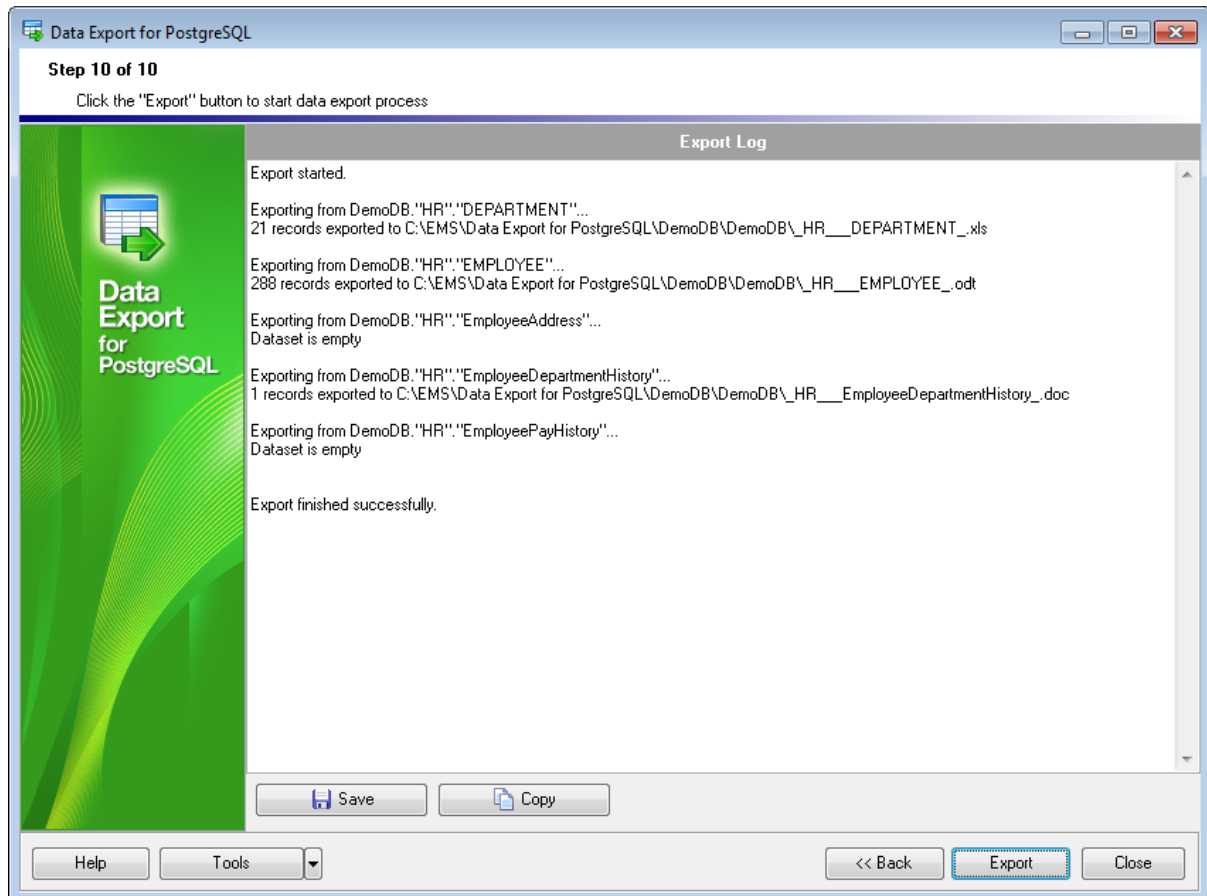 Data Export for PostgreSQL
Step 10 of 10
Click the "Export" button to start data export process
Data
Export
for
PostgreSQL
Export Log
Export started.
Exporting from DemoDB."HR"."DEPARTMENT"...
21 records exported to C:\EMS\Data Export for PostgreSQL\DemoDB\DemoDB\_HR___DEPARTMENT_.xls
Exporting from DemoDB."HR"."EMPLOYEE"...
288 records exported to C:\EMS\Data Export for PostgreSQL\DemoDB\DemoDB\_HR___EMPLOYEE_.odt
Exporting from DemoDB."HR"."EmployeeAddress"...
Dataset is empty
Exporting from DemoDB."HR"."EmployeeDepartmentHistory"...
1 records exported to C:\EMS\Data Export for PostgreSQL\DemoDB\DemoDB\_HR___EmployeeDepartmentHistory_.doc
Exporting from DemoDB."HR"."EmployeePayHistory"...
Dataset is empty
Export finished successfully.
Save Copy
Help Tools << Back Export Close